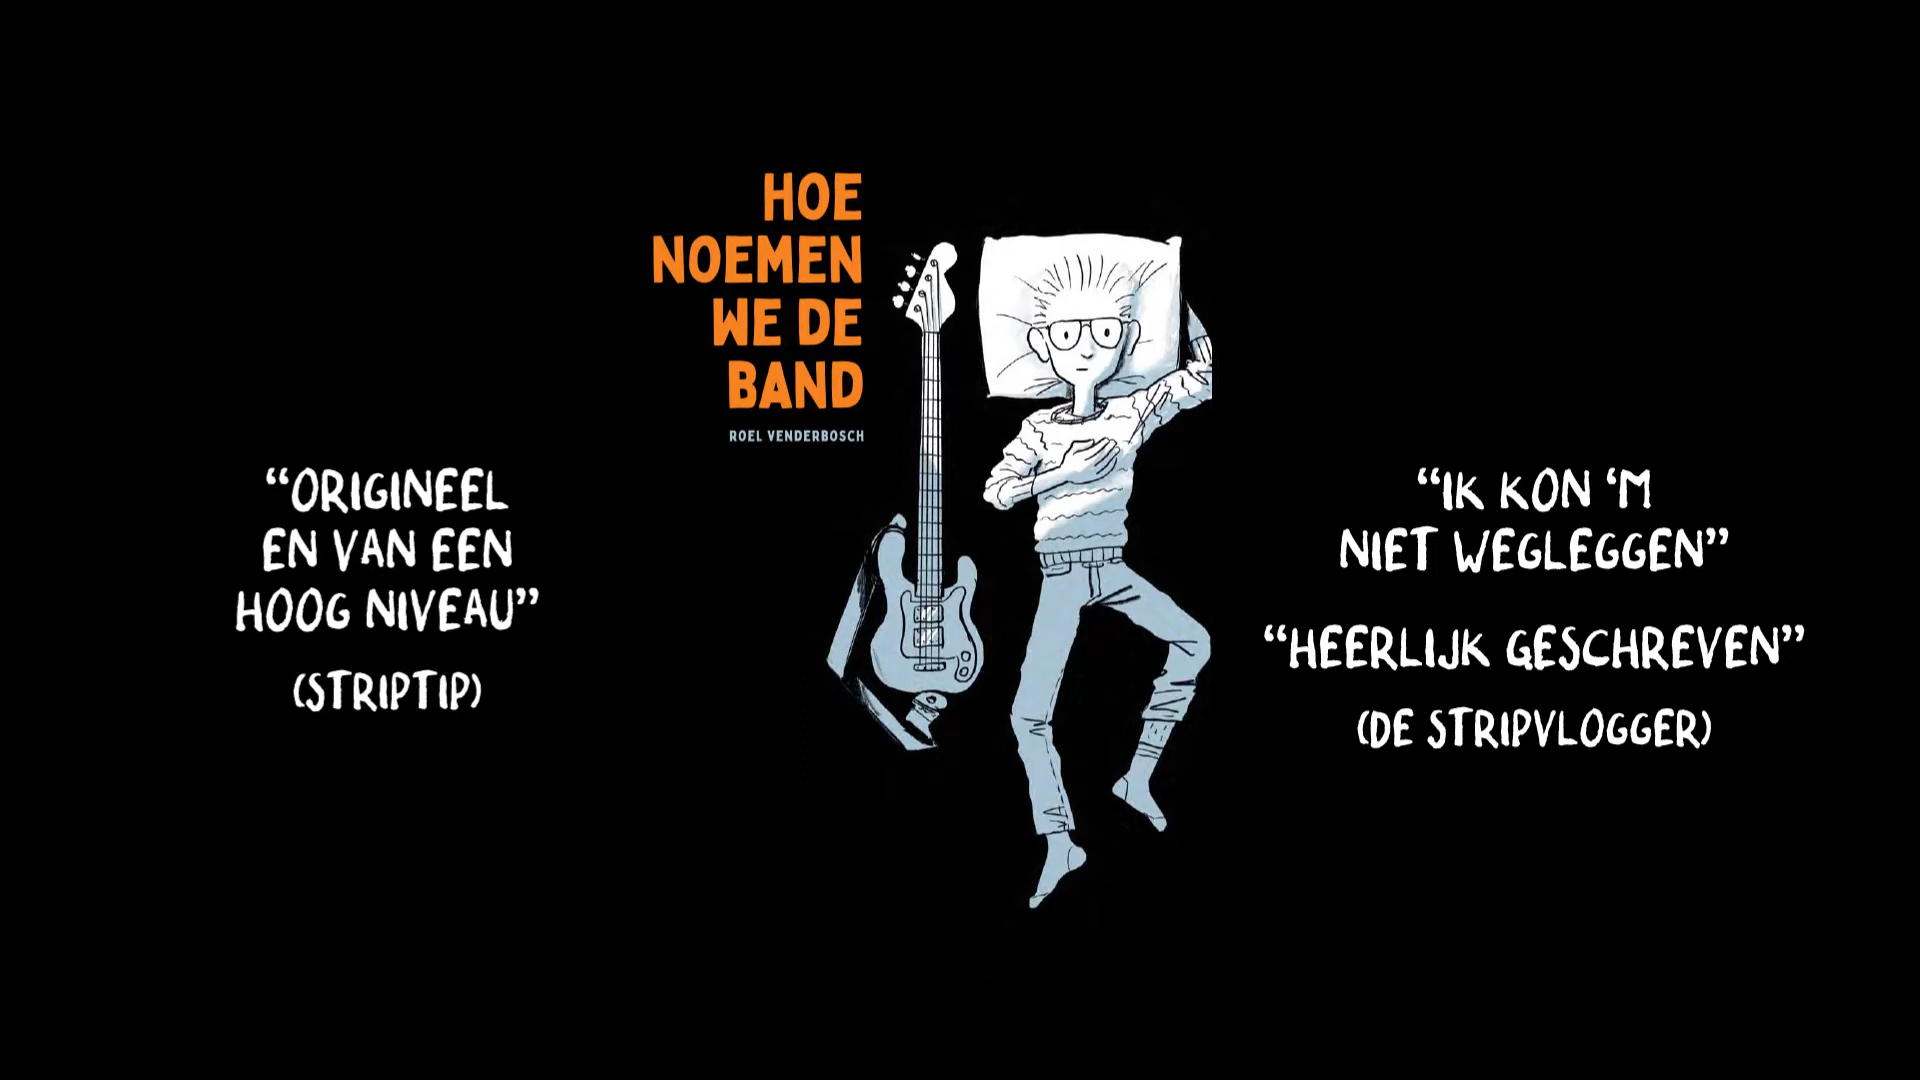 HOE
NOEMEN
WE DE
BAND
ROEL VENDERBOSCH
“ORIGINEEL
EN VAN EEN
HOOG NIVEAU”
(STRIPTIP)
“IK KON ‘M
NIET WEGLEGGEN”
“HEERLIJK GESCHREVEN”
(DE STRIPVLOGGER)